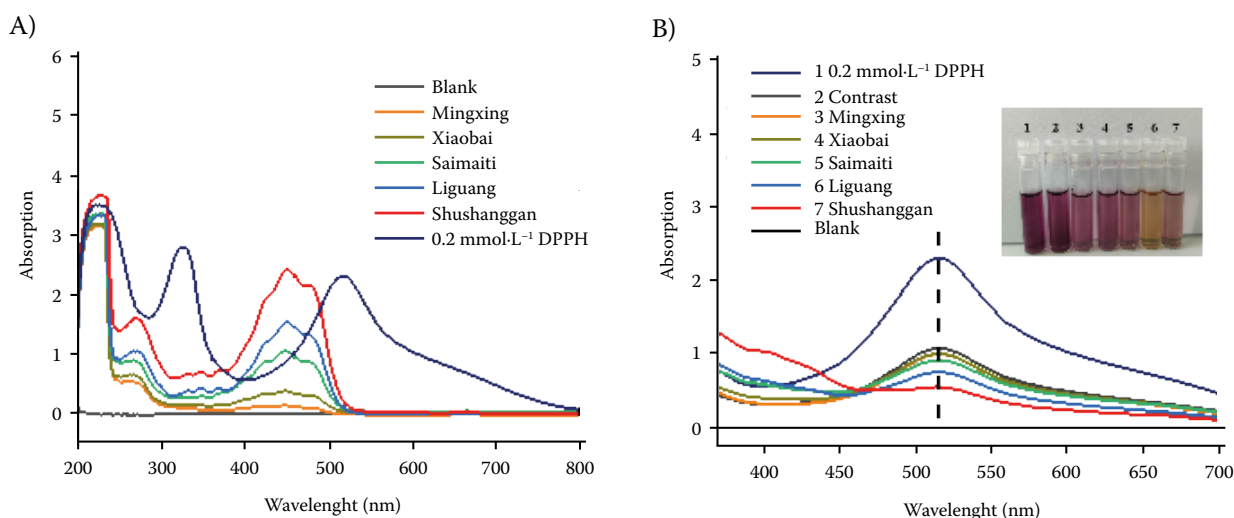 A)
6
5
4
3
2
1
0
Absorption
Blank
Mingxing
Xiaobai
Saimaiti
Liguang
Shushanggan
0.2 mmol·L⁻¹ DPPH
200 300 400 500 600 700 800
Wavelenght (nm)
B)
5
4
3
2
1
0
Absorption
1 0.2 mmol·L⁻¹ DPPH
2 Contrast
3 Mingxing
4 Xiaobai
5 Saimaiti
6 Liguang
7 Shushanggan
Blank
1 2 3 4 5 6 7
400 450 500 550 600 650 700
Wavelenght (nm)